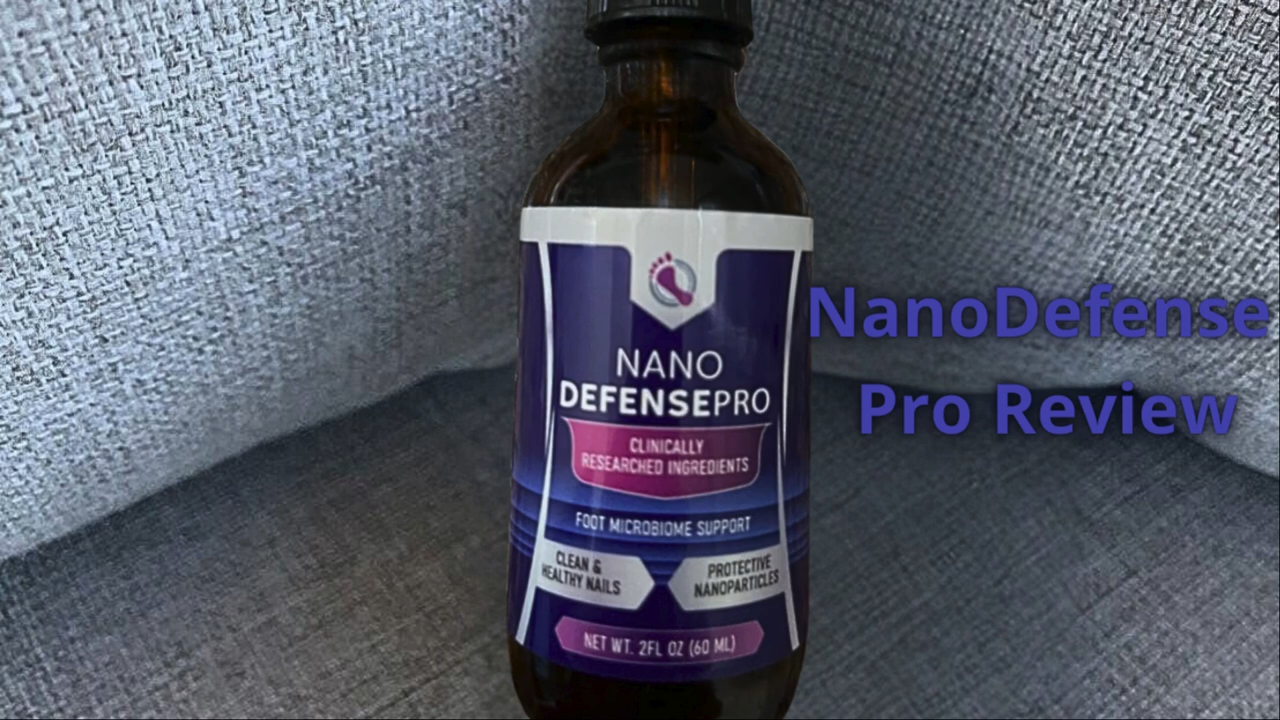 NANO
DEFENSEPRO
CLINICALLY
RESEARCHED INGREDIENTS
FOOT MICROBIOME SUPPORT
CLEAN &
HEALTHY NAILS
PROTECTIVE
NANOPARTICLES
NET WT. 2FL OZ (60 ML)
NanoDefense
Pro Review